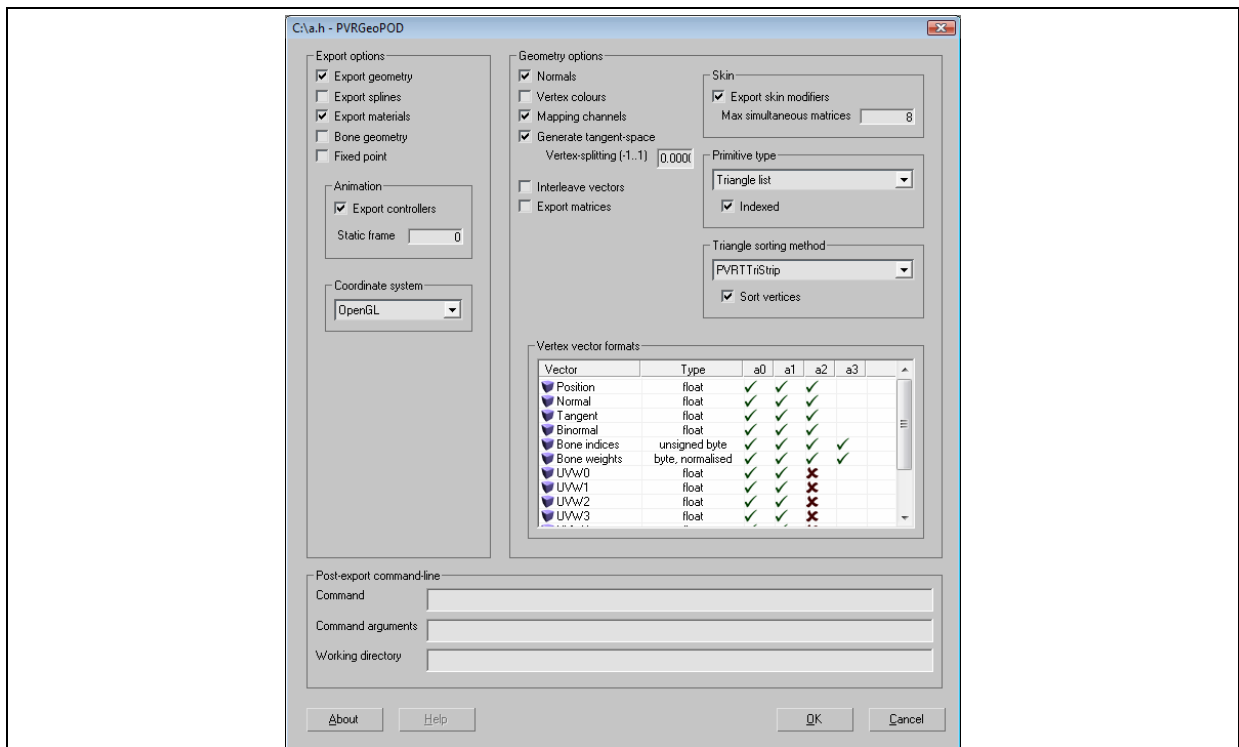 C:\a.h - PVRGeoPOD
Export options
Export geometry
Export splines
Export materials
Bone geometry
Fixed point
Animation
Export controllers
Static frame 0
Coordinate system
OpenGL
Geometry options
Normals
Vertex colours
Mapping channels
Generate tangent-space
Vertex-splitting (-1..1) 0.000
Interleave vectors
Export matrices
Skin
Export skin modifiers
Max simultaneous matrices 8
Primitive type
Triangle list
Indexed
Triangle sorting method
PVRTTriStrip
Sort vertices
Vertex vector formats
Vector Type a0 a1 a2 a3
Position float
Normal float
Tangent float
Binormal float
Bone indices unsigned byte
Bone weights byte, normalised
UVW0 float
UVW1 float
UVW2 float
UVW3 float
Post-export command-line
Command
Command arguments
Working directory
About Help OK Cancel